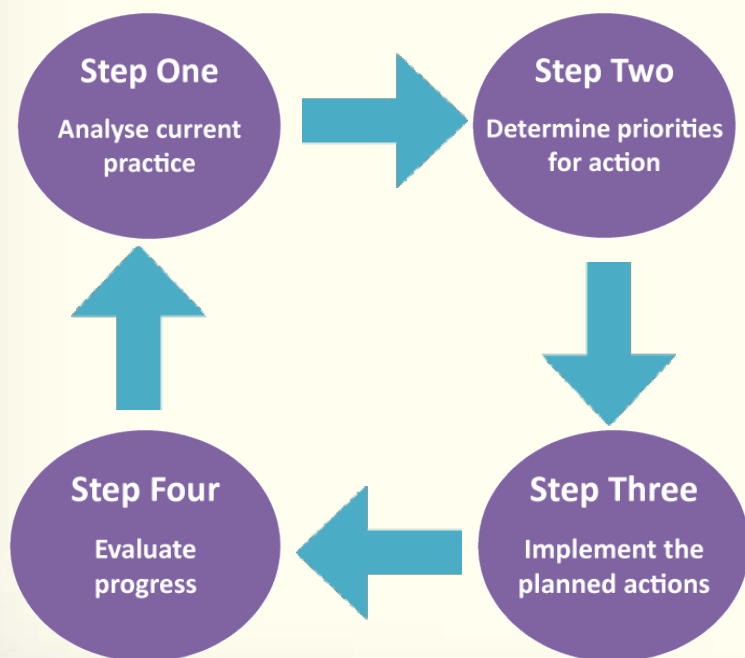 Step One
Analyse current
practice
Step Two
Determine priorities
for action
Step Three
Implement the
planned actions
Step Four
Evaluate
progress